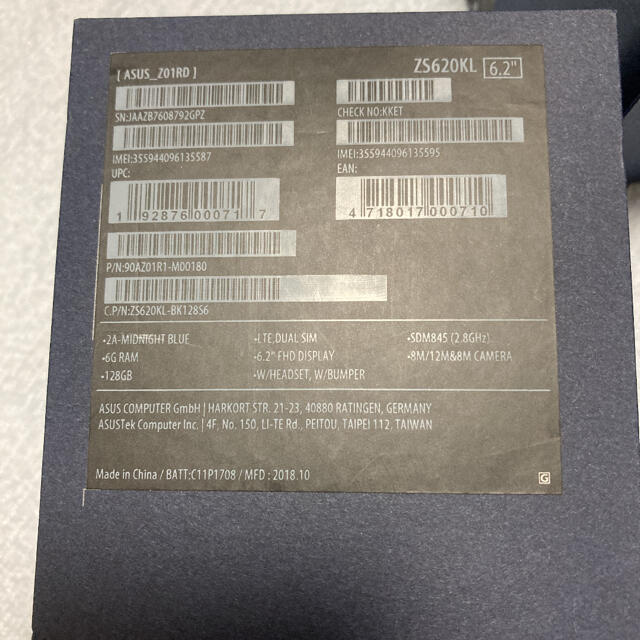 [ ASUS_Z01RD ]
ZS620KL 6.2"
SN:JAAZB7608792GPZ
CHECK NO:KKET
IMEI:355944096135587
IMEI:355944096135595
UPC:
EAN:
1 92876 00071 7
4 718017 000710
P/N:90AZ01R1-MD0180
C.P/N:ZS620KL-BK128S6
•2A-MIDNIGHT BLUE
•LTE,DUAL SIM
•SDM845 (2.8GHz)
•6G RAM
•6.2" FHD DISPLAY
•8M/12M&8M CAMERA
•128GB
•W/HEADSET, W/BUMPER
ASUS COMPUTER GmbH | HARKORT STR. 21-23, 40880 RATINGEN, GERMANY
ASUSTek Computer Inc. | 4F, No. 150, LI-TE Rd., PEITOU, TAIPEI 112, TAIWAN
Made in China / BATT:C11P1708 / MFD : 2018.10
G